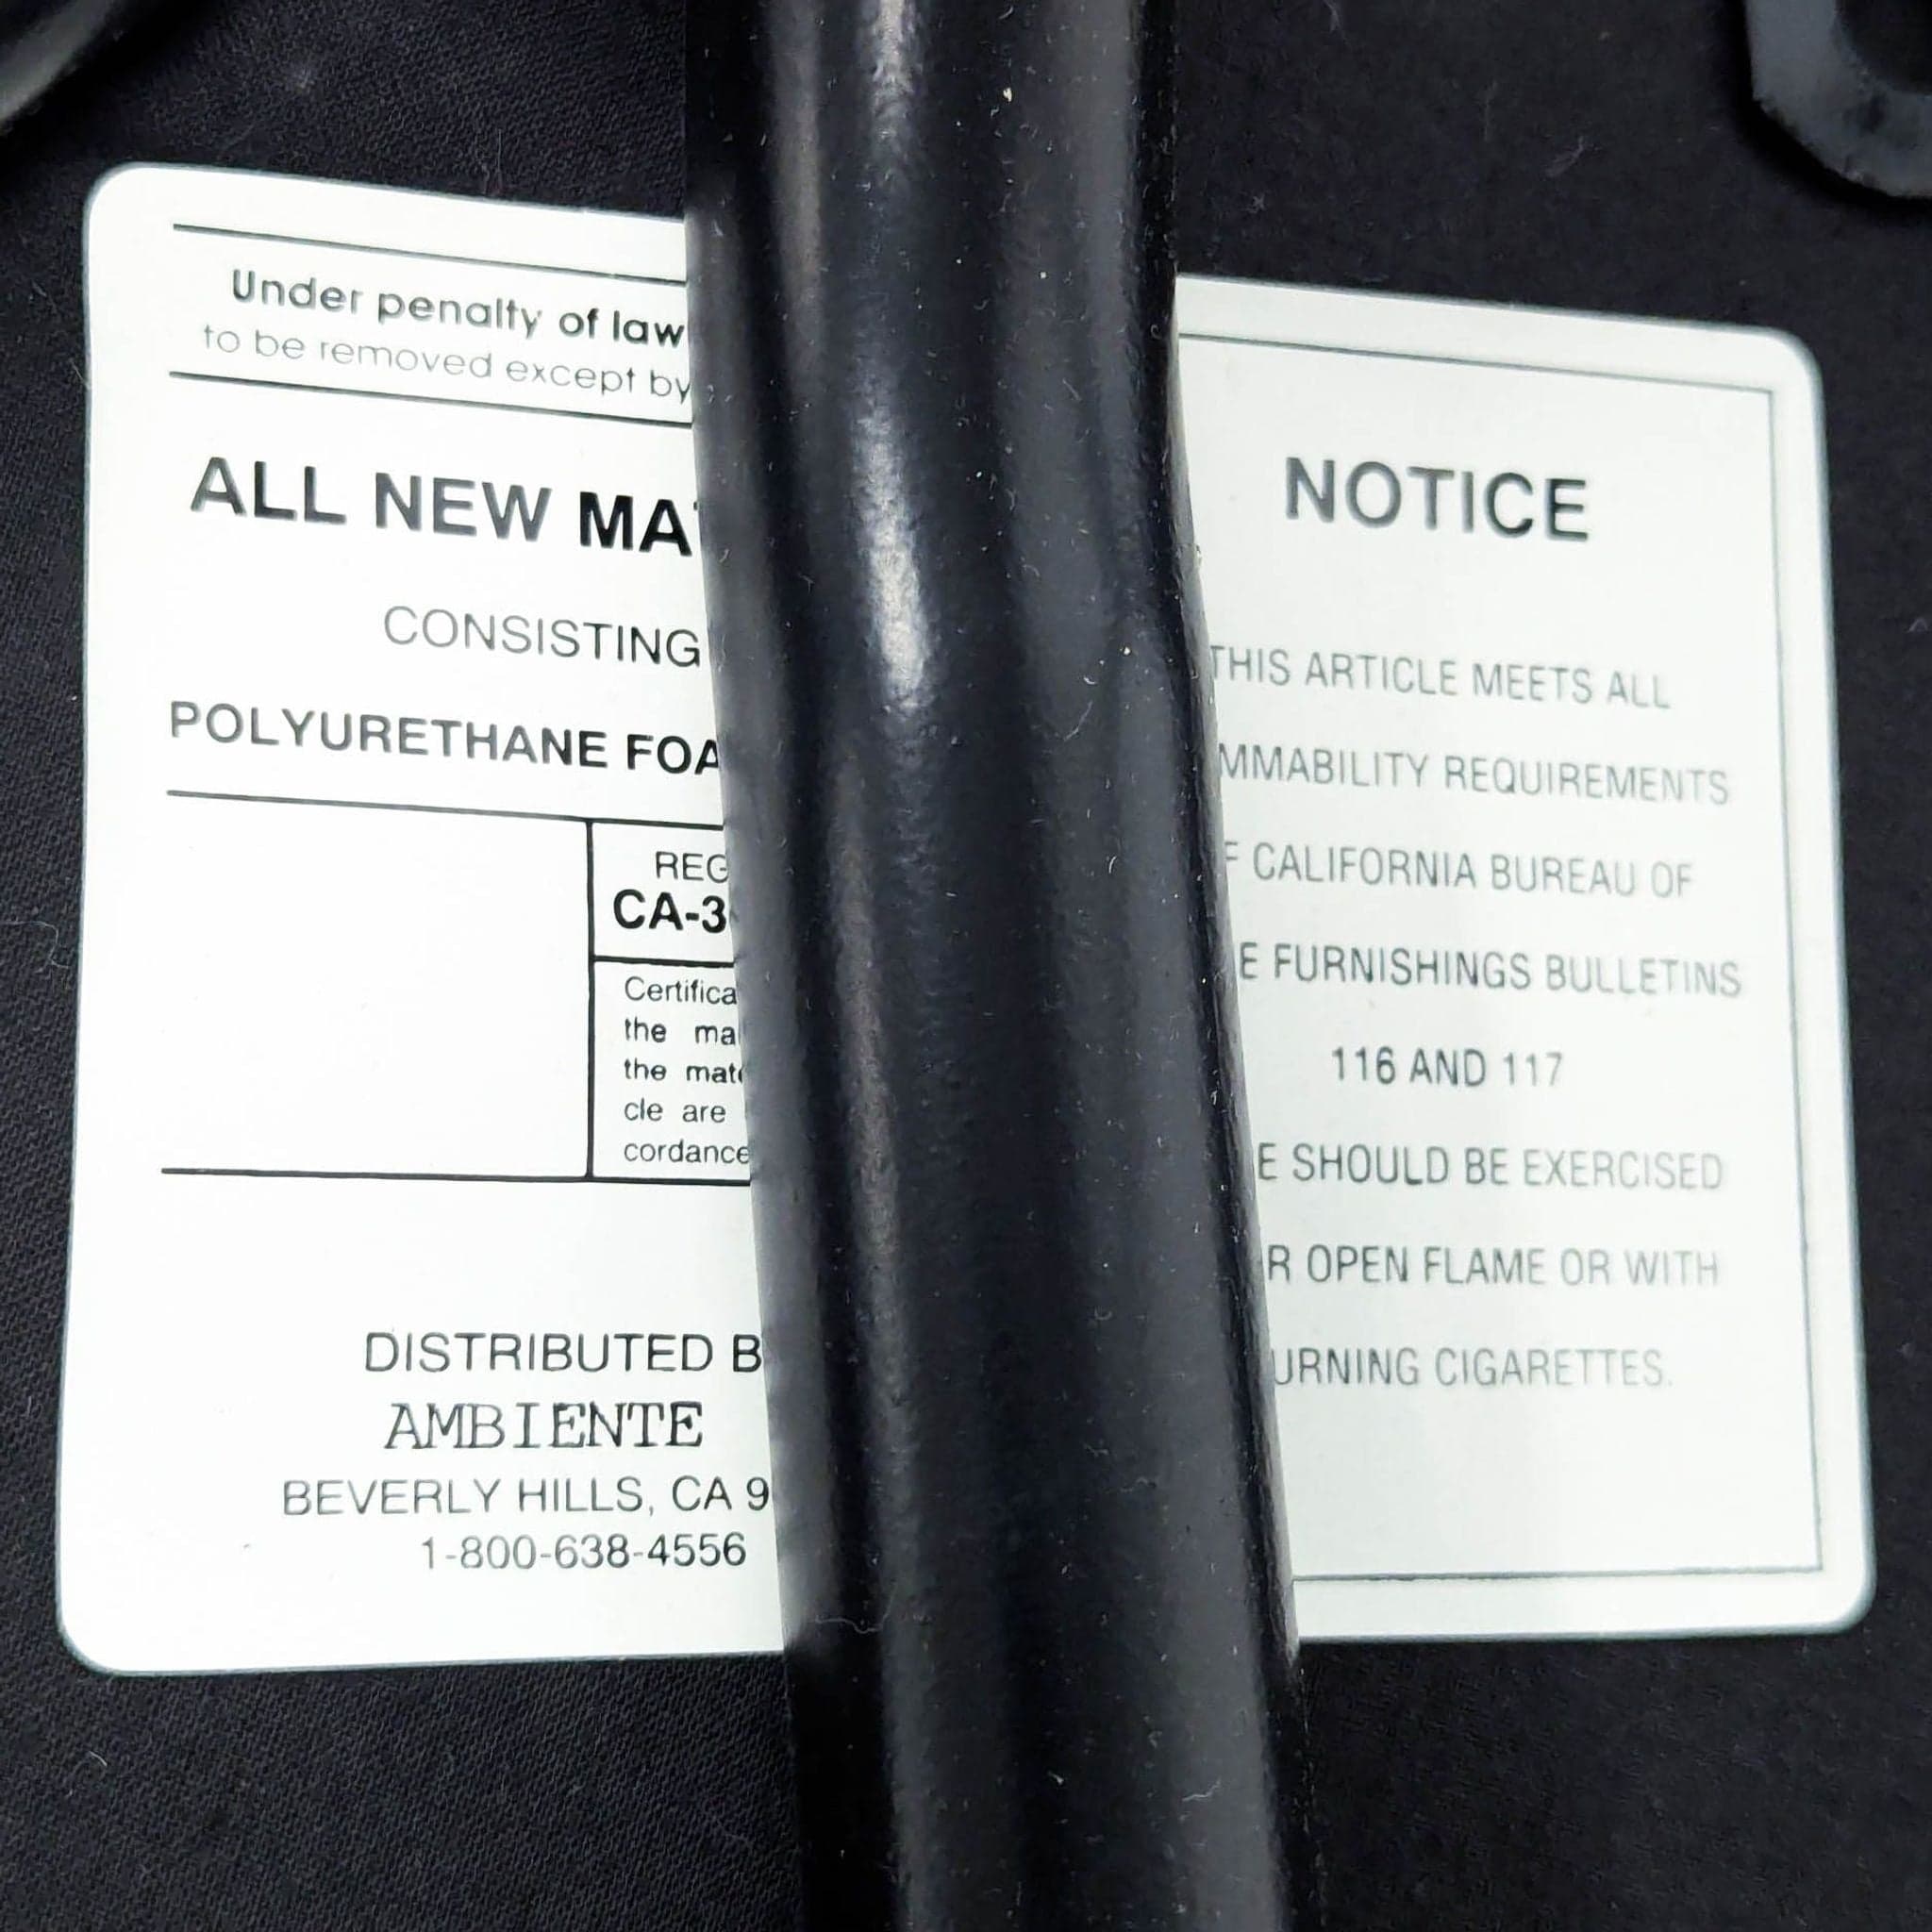 Under penalty of law
to be removed except by
ALL NEW MA
CONSISTING
POLYURETHANE FOA
REG
CA-3
Certifica
the ma
the mat
cle are
cordance
DISTRIBUTED B
AMBIENTE
BEVERLY HILLS, CA 9
1-800-638-4556
NOTICE
THIS ARTICLE MEETS ALL
MMABILITY REQUIREMENTS
F CALIFORNIA BUREAU OF
E FURNISHINGS BULLETINS
116 AND 117
E SHOULD BE EXERCISED
R OPEN FLAME OR WITH
URNING CIGARETTES.